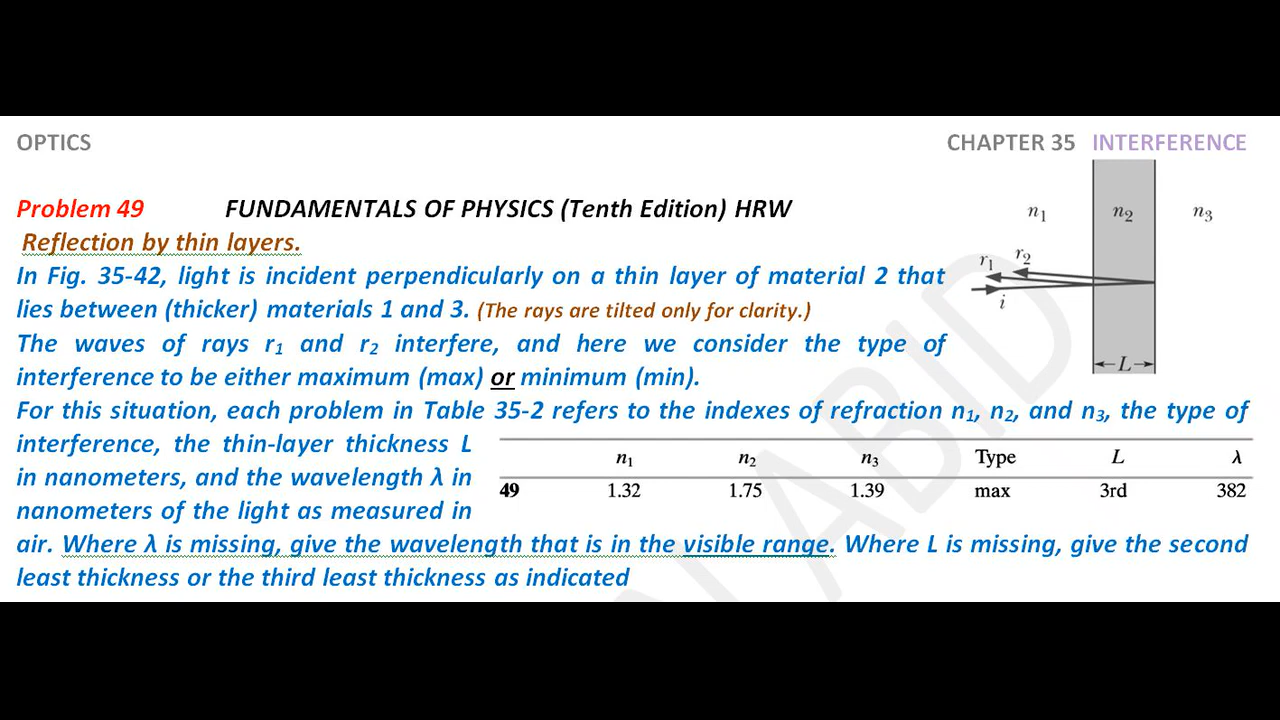 OPTICS CHAPTER 35 INTERFERENCE
Problem 49 FUNDAMENTALS OF PHYSICS (Tenth Edition) HRW
Reflection by thin layers.
In Fig. 35-42, light is incident perpendicularly on a thin layer of material 2 that
lies between (thicker) materials 1 and 3. (The rays are tilted only for clarity.)
The waves of rays r₁ and r₂ interfere, and here we consider the type of
interference to be either maximum (max) or minimum (min).
n₁ n₂ n₃
r₁ r₂
i
L
For this situation, each problem in Table 35-2 refers to the indexes of refraction n₁, n₂, and n₃, the type of
interference, the thin-layer thickness L
in nanometers, and the wavelength λ in
nanometers of the light as measured in
n₁ n₂ n₃ Type L λ
49 1.32 1.75 1.39 max 3rd 382
air. Where λ is missing, give the wavelength that is in the visible range. Where L is missing, give the second
least thickness or the third least thickness as indicated